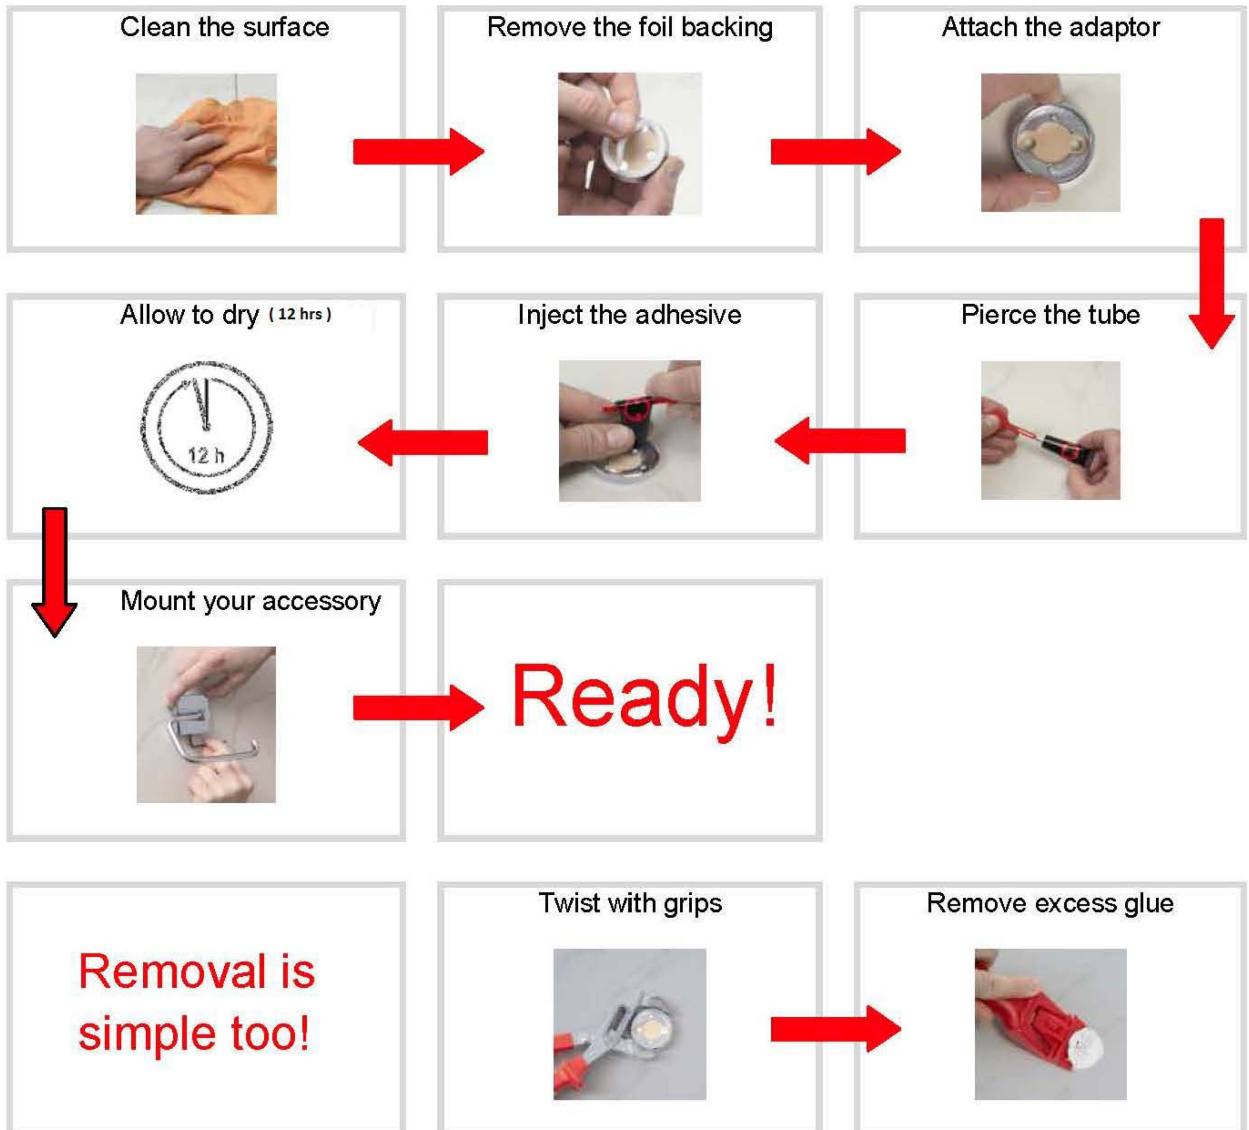 Clean the surface
Remove the foil backing
Attach the adaptor
Pierce the tube
Inject the adhesive
Allow to dry ( 12 hrs )
12 h
Mount your accessory
Ready!
Removal is
simple too!
Twist with grips
Remove excess glue